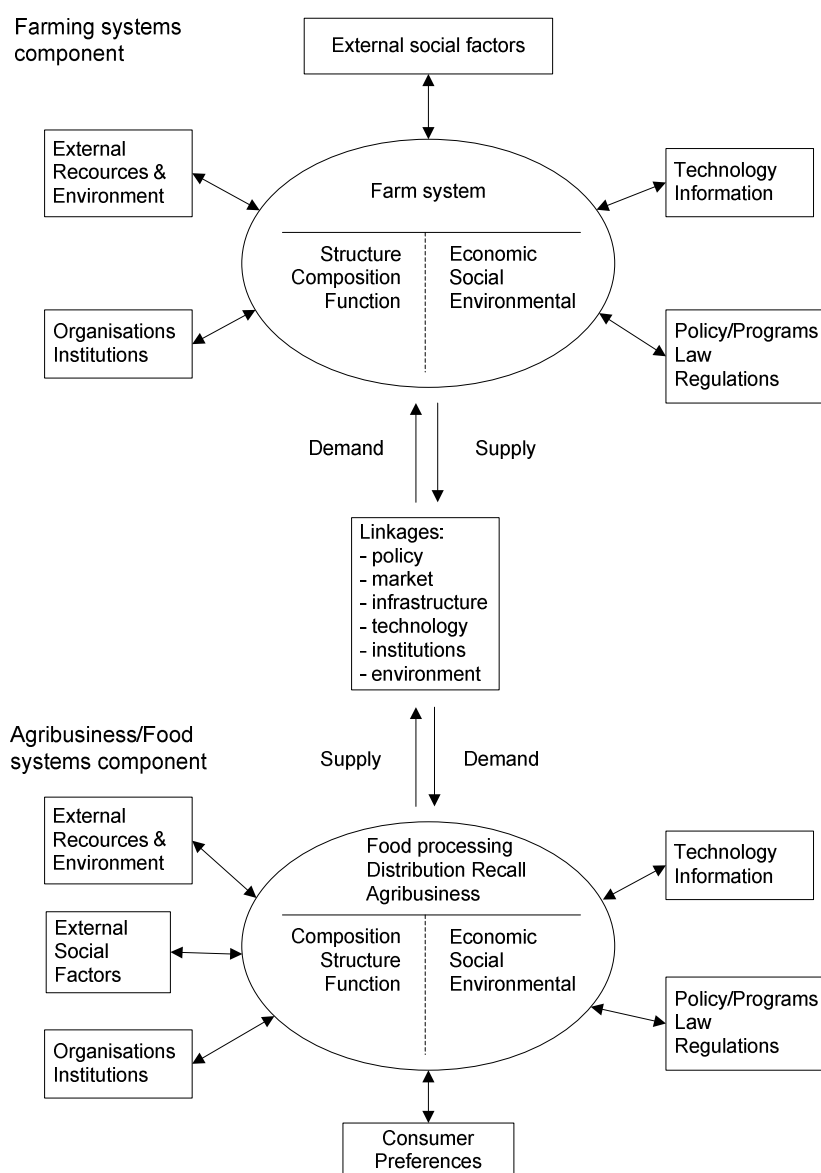 Farming systems
component
External social factors
External
Recources &
Environment
Technology
Information
Farm system
Structure
Composition
Function
Economic
Social
Environmental
Organisations
Institutions
Policy/Programs
Law
Regulations
Demand
Supply
Linkages:
- policy
- market
- infrastructure
- technology
- institutions
- environment
Agribusiness/Food
systems component
Supply
Demand
External
Recources &
Environment
Food processing
Distribution Recall
Agribusiness
Technology
Information
External
Social
Factors
Composition
Structure
Function
Economic
Social
Environmental
Organisations
Institutions
Policy/Programs
Law
Regulations
Consumer
Preferences